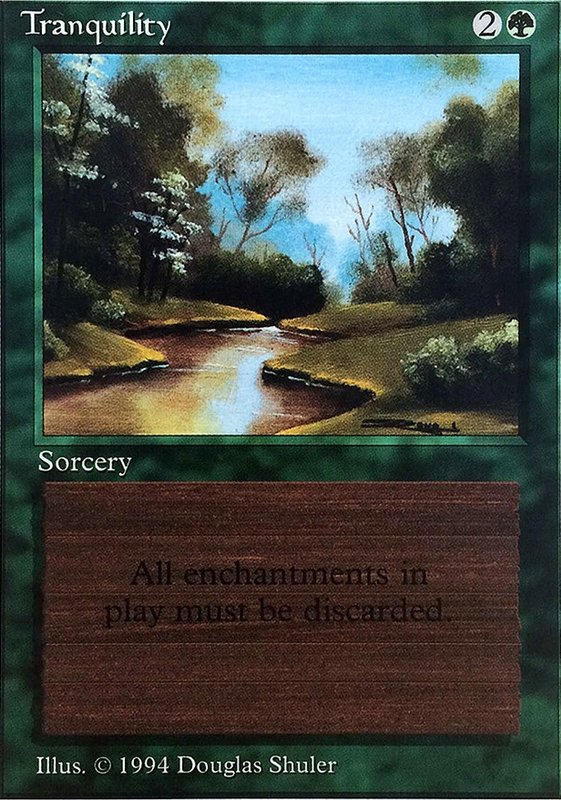 Tranquility 2
Sorcery
All enchantments in
play must be discarded.
Illus. © 1994 Douglas Shuler